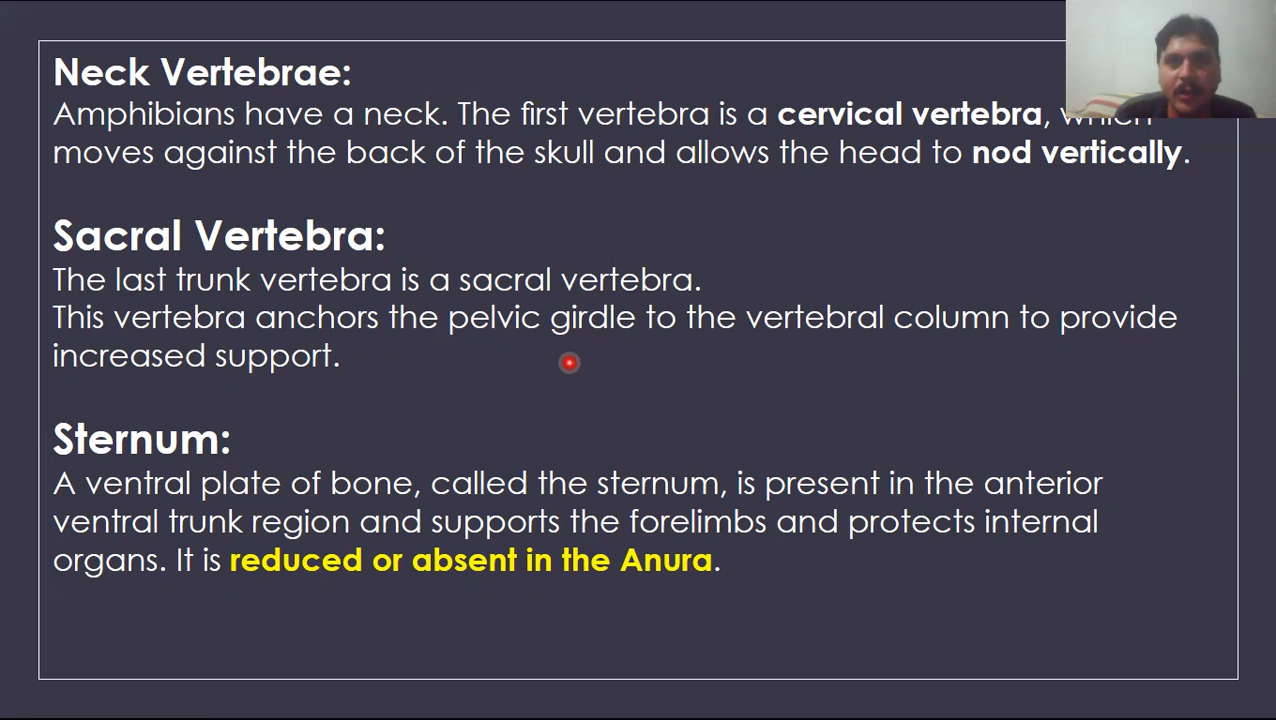 Neck Vertebrae:
Amphibians have a neck. The first vertebra is a cervical vertebra, which
moves against the back of the skull and allows the head to nod vertically.
Sacral Vertebra:
The last trunk vertebra is a sacral vertebra.
This vertebra anchors the pelvic girdle to the vertebral column to provide
increased support.
Sternum:
A ventral plate of bone, called the sternum, is present in the anterior
ventral trunk region and supports the forelimbs and protects internal
organs. It is reduced or absent in the Anura.